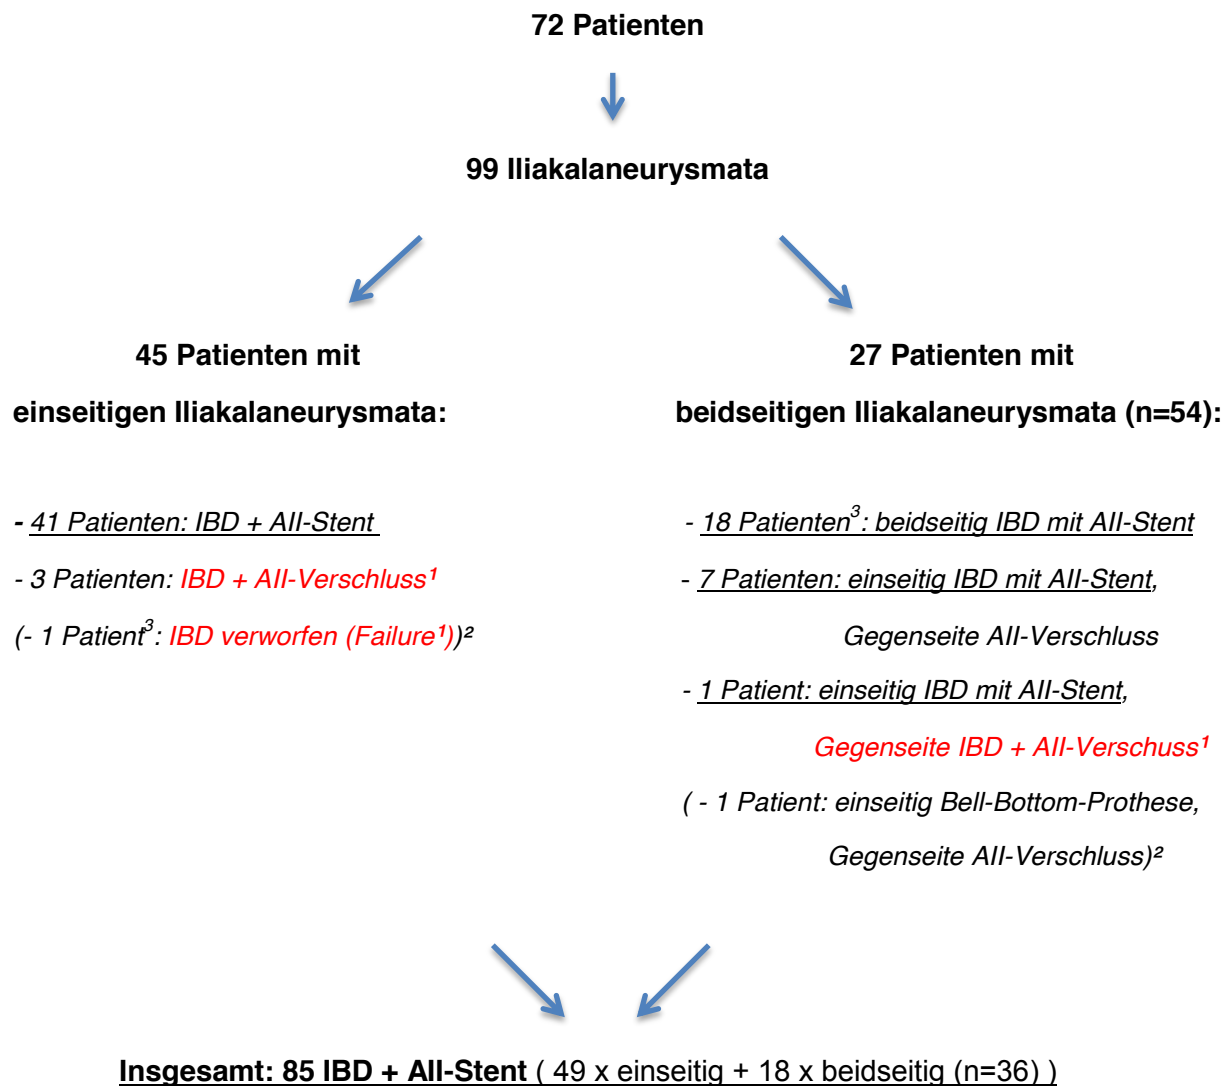 72 Patienten
99 Iliakalaneurysmata
45 Patienten mit
einseitigen Iliakalaneurysmata:
- 41 Patienten: IBD + AII-Stent
- 3 Patienten: IBD + AII-Verschluss¹
(- 1 Patient³: IBD verworfen (Failure¹))²
27 Patienten mit
beidseitigen Iliakalaneurysmata (n=54):
- 18 Patienten³: beidseitig IBD mit AII-Stent
- 7 Patienten: einseitig IBD mit AII-Stent,
Gegenseite AII-Verschluss
- 1 Patient: einseitig IBD mit AII-Stent,
Gegenseite IBD + AII-Verschuss¹
( - 1 Patient: einseitig Bell-Bottom-Prothese,
Gegenseite AII-Verschluss)²
Insgesamt: 85 IBD + AII-Stent ( 49 x einseitig + 18 x beidseitig (n=36) )